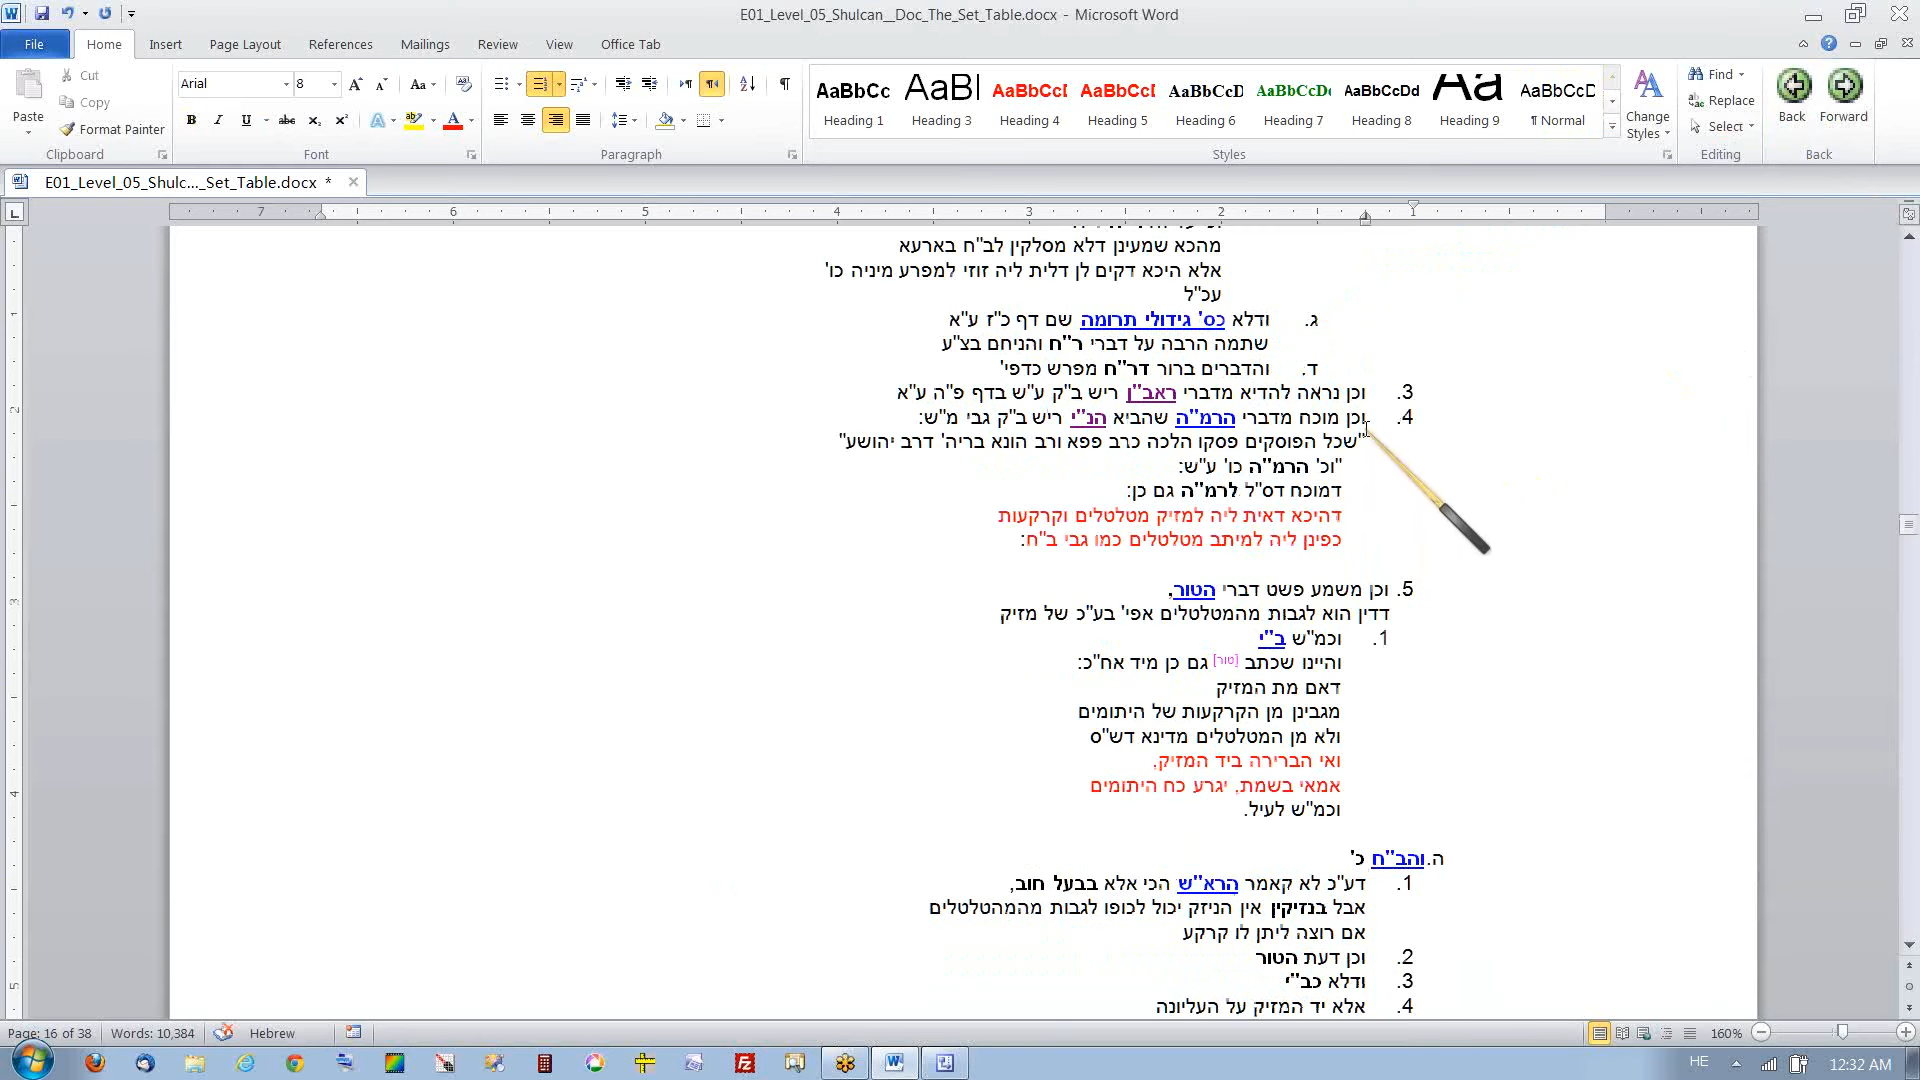 E01_Level_05_Shulcan__Doc_The_Set_Table.docx - Microsoft Word
File Home Insert Page Layout References Mailings Review View Office Tab
Paste Cut Copy Format Painter
Arial 8
AaBbCc AaBl AaBbCcI AaBbCcI AaBbCcD AaBbCcD AaBbCcDd Aa AaBbCcD
Heading 1 Heading 3 Heading 4 Heading 5 Heading 6 Heading 7 Heading 8 Heading 9 ¶ Normal
Change Styles
Find Replace Select
Back Forward
Clipboard Font Paragraph Styles Editing Back
E01_Level_05_Shulc..._Set_Table.docx *
7 6 5 4 3 2 1
מהכא שמעינן דלא מסלקין לב"ח בארעא
אלא היכא דקים לן דלית ליה זוזי למפרע מיניה כו'
עכ"ל
ג. ודלא כס' גידולי תרומה שם דף כ"ז ע"א
שתמה הרבה על דברי ר"ח והניחם בצ"ע
ד. והדברים ברור דר"ח מפרש כדפי'
3. וכן נראה להדיא מדברי ראב"ן ריש ב"ק ע"ש בדף פ"ה ע"א
4. וכן מוכח מדברי הרמ"ה שהביא הנ"י ריש ב"ק גבי מ"ש:
"שכל הפוסקים פסקו הלכה כרב פפא ורב הונא בריה' דרב יהושע"
"וכ' הרמ"ה כו' ע"ש:
דמוכח דס"ל לרמ"ה גם כן:
דהיכא דאית ליה למזיק מטלטלים וקרקעות
כפינן ליה למיתב מטלטלים כמו גבי ב"ח:
5. וכן משמע פשט דברי הטור.
דדין הוא לגבות מהמטלטלים אפי' בע"כ של מזיק
1. וכמ"ש ב"י
והיינו שכתב [טור] גם כן מיד אח"כ:
דאם מת המזיק
מגבינן מן הקרקעות של היתומים
ולא מן המטלטלים מדינא דש"ס
ואי הברירה ביד המזיק,
אמאי בשמת, יגרע כח היתומים
וכמ"ש לעיל.
ה. והב"ח כ'
1. דע"כ לא קאמר הרא"ש הכי אלא בבעל חוב,
אבל בנזיקין אין הניזק יכול לכופו לגבות מהמהטלטלים
אם רוצה ליתן לו קרקע
2. וכן דעת הטור
3. ודלא כב"י
4. אלא יד המזיק על העליונה
Page: 16 of 38 Words: 10,384 Hebrew 160%
HE 12:32 AM